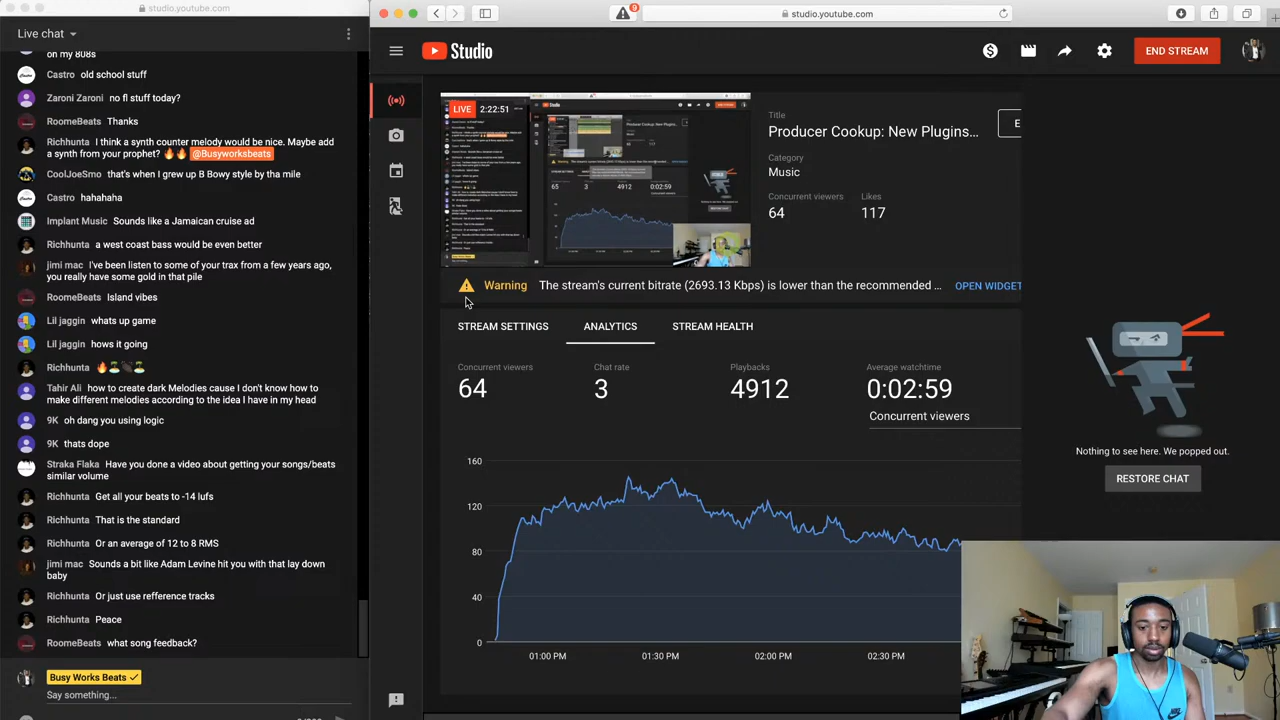 studio.youtube.com
Live chat
on my 808s
Castro old school stuff
Zaroni Zaroni no fl stuff today?
RoomeBeats Thanks
Richhunta I think a synth counter melody would be nice. Maybe add
a synth from your prophet? 🔥🔥 @Busyworksbeats
CoolJoeSmo that's when I grew up B Bowy style by tha mile
Castro hahahaha
Implant Music Sounds like a Jamaican cruise ad
Richhunta a west coast bass would be even better
jimi mac I've been listen to some of your trax from a few years ago,
you really have some gold in that pile
RoomeBeats Island vibes
Lil jaggin whats up game
Lil jaggin hows it going
Richhunta
Tahir Ali how to create dark Melodies cause I don't know how to
make different melodies according to the idea I have in my head
9K oh dang you using logic
9K thats dope
Straka Flaka Have you done a video about getting your songs/beats
similar volume
Richhunta Get all your beats to -14 lufs
Richhunta That is the standard
Richhunta Or an average of 12 to 8 RMS
jimi mac Sounds a bit like Adam Levine hit you with that lay down
baby
Richhunta Or just use refference tracks
Richhunta Peace
RoomeBeats what song feedback?
Busy Works Beats
Say something...
studio.youtube.com
9
Studio
END STREAM
LIVE 2:22:51
Title
Producer Cookup: New Plugins...
Category
Music
Concurrent viewers Likes
64 117
Warning The stream's current bitrate (2693.13 Kbps) is lower than the recommended ... OPEN WIDGET
STREAM SETTINGS ANALYTICS STREAM HEALTH
Concurrent viewers Chat rate Playbacks Average watchtime
64 3 4912 0:02:59
Concurrent viewers
160
120
80
40
0
01:00 PM 01:30 PM 02:00 PM 02:30 PM
Nothing to see here. We popped out.
RESTORE CHAT